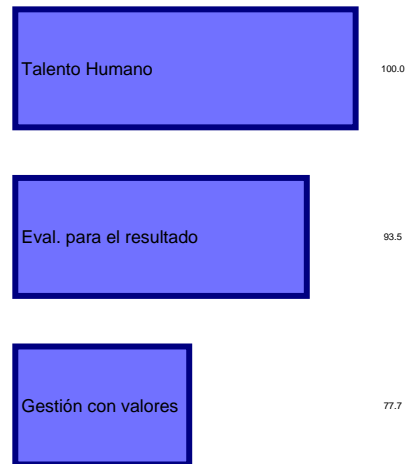 Talento Humano 100.0
Eval. para el resultado 93.5
Gestión con valores 77.7